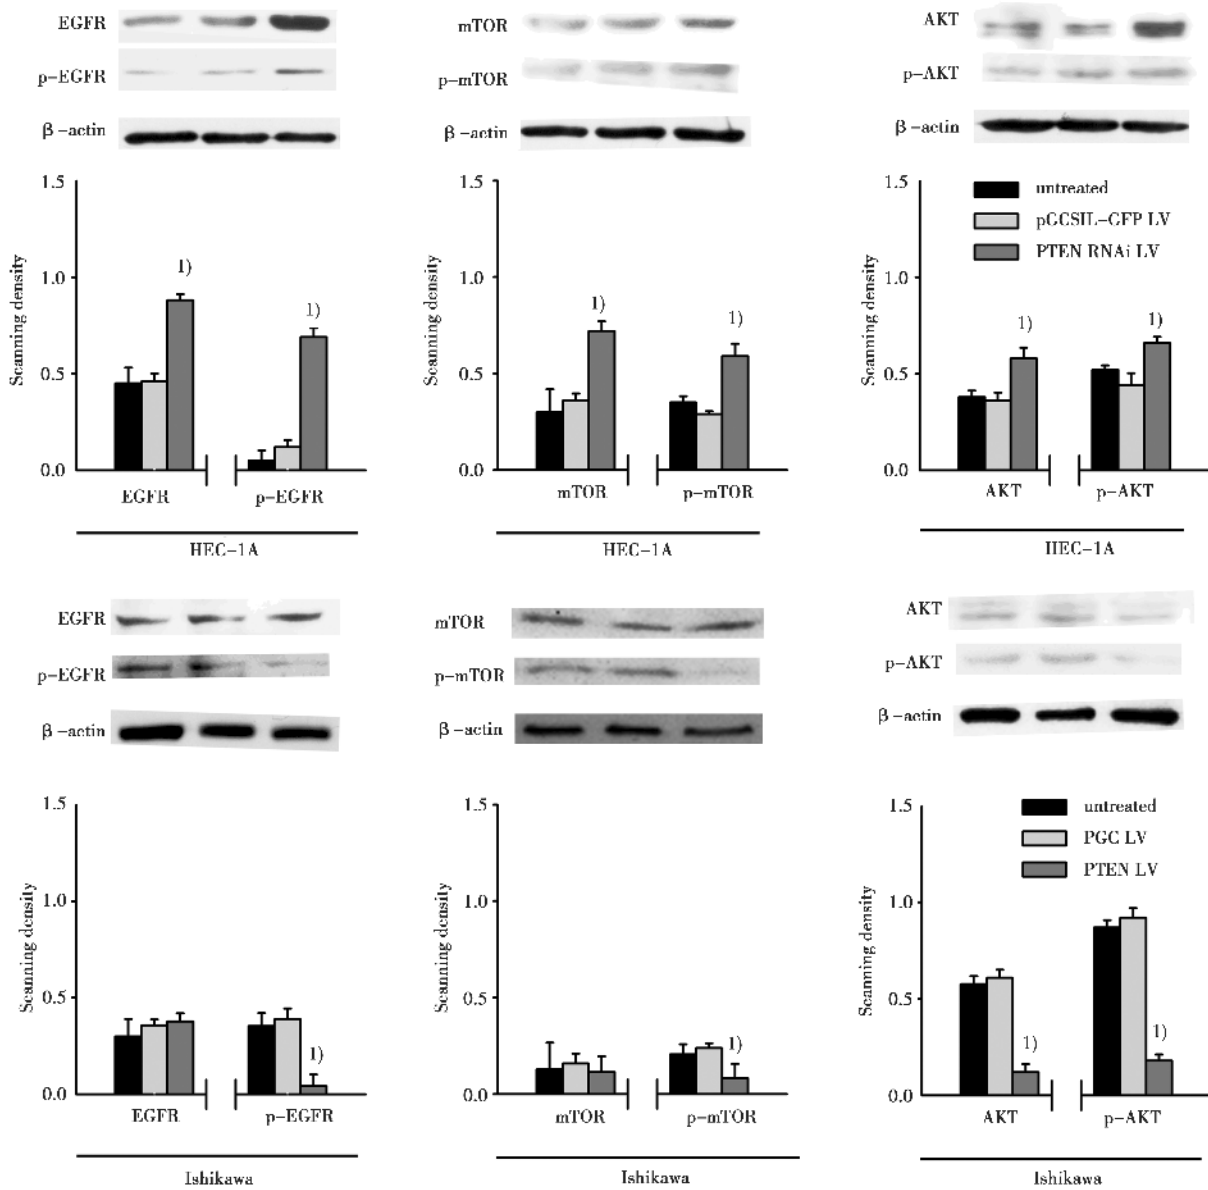 EGFR
p-EGFR
β-actin
mTOR
p-mTOR
β-actin
AKT
p-AKT
β-actin
1.5
1.0
0.5
0.0
Scanning density
1)
1)
EGFR
p-EGFR
HEC-1A
1.5
1.0
0.5
0.0
Scanning density
1)
1)
mTOR
p-mTOR
HEC-1A
1.5
1.0
0.5
0.0
Scanning density
untreated
pGCSIL-GFP LV
PTEN RNAi LV
1)
1)
AKT
p-AKT
HEC-1A
EGFR
p-EGFR
β-actin
mTOR
p-mTOR
β-actin
AKT
p-AKT
β-actin
1.5
1.0
0.5
0.0
Scanning density
1)
EGFR
p-EGFR
Ishikawa
1.5
1.0
0.5
0.0
Scanning density
1)
mTOR
p-mTOR
Ishikawa
1.5
1.0
0.5
0.0
Scanning density
untreated
PGC LV
PTEN LV
1)
1)
AKT
p-AKT
Ishikawa